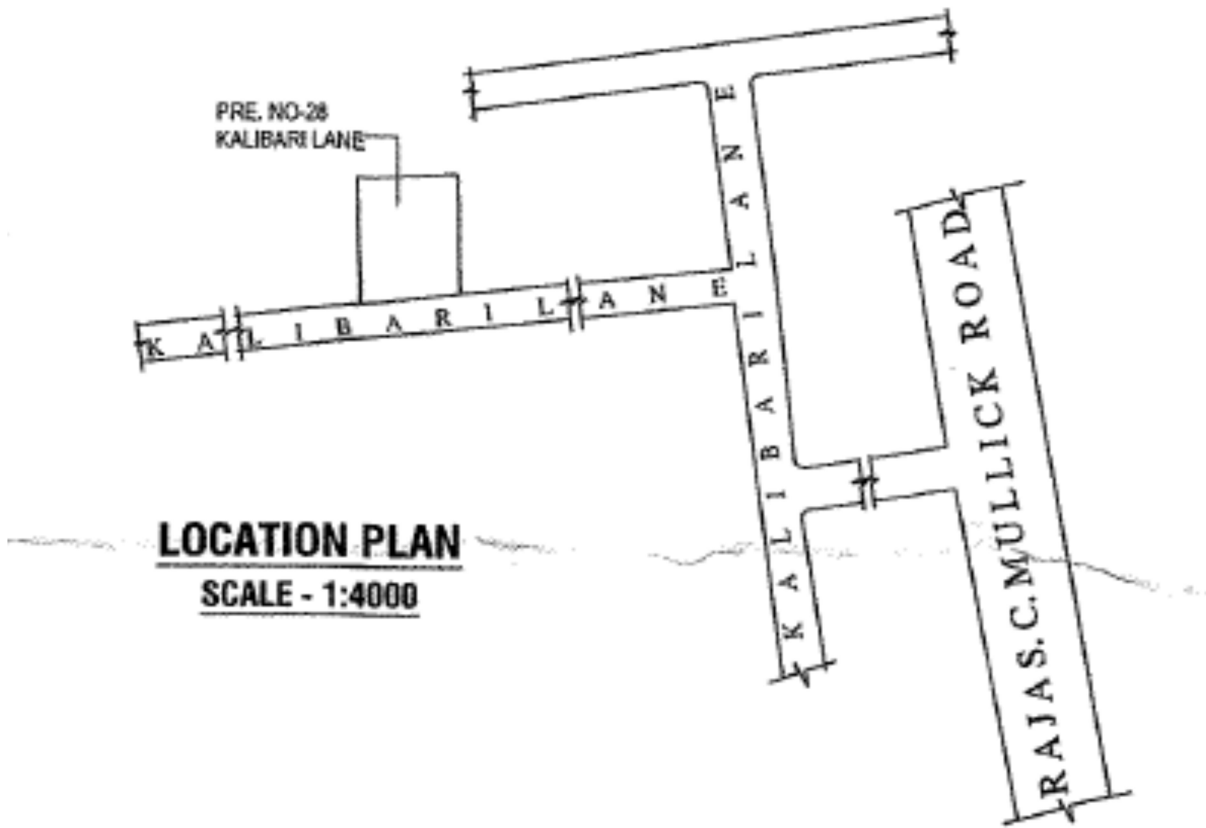 PRE. NO-28
KALIBARI LANE
KALIBARI LANE
KALIBARI LANE
RAJA S.C. MULLICK ROAD
LOCATION PLAN
SCALE - 1:4000